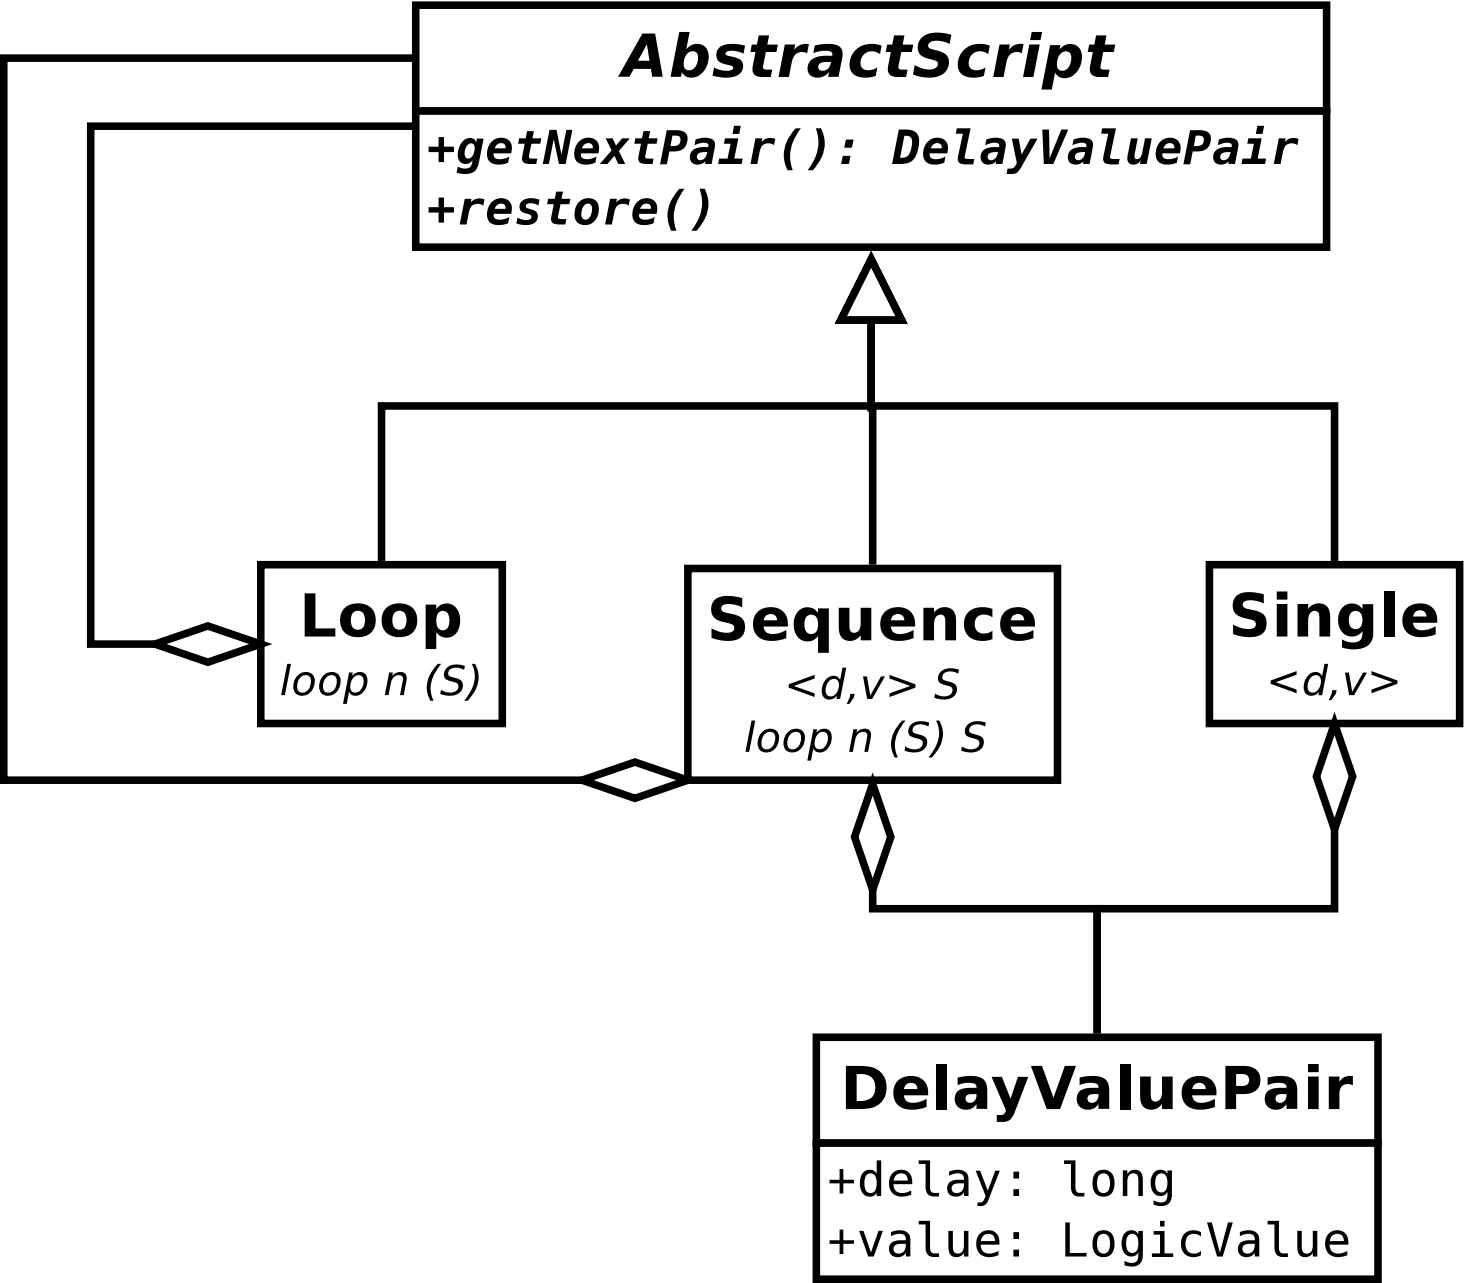 AbstractScript
+getNextPair(): DelayValuePair
+restore()
Loop
loop n (S)
Sequence
<d,v> S
loop n (S) S
Single
<d,v>
DelayValuePair
+delay: long
+value: LogicValue